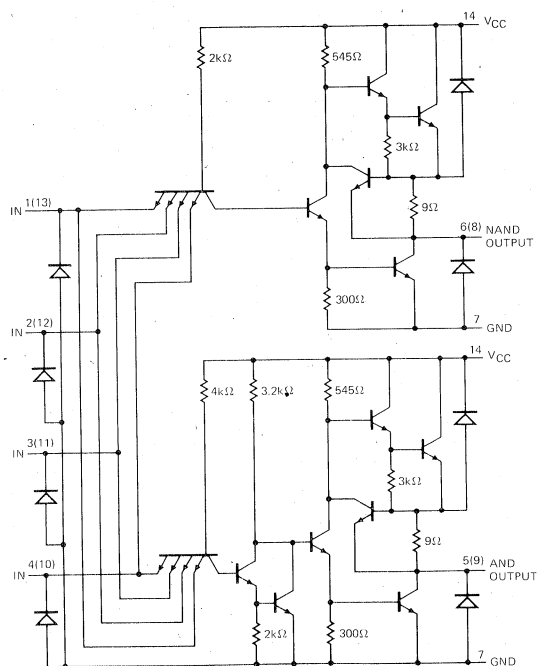 14 VCC
2kΩ
545Ω
3kΩ
IN 1(13)
9Ω
6(8) NAND
OUTPUT
300Ω
7 GND
IN 2(12)
14 VCC
4kΩ
3.2kΩ
545Ω
IN 3(11)
3kΩ
9Ω
IN 4(10)
5(9) AND
OUTPUT
2kΩ
300Ω
7 GND